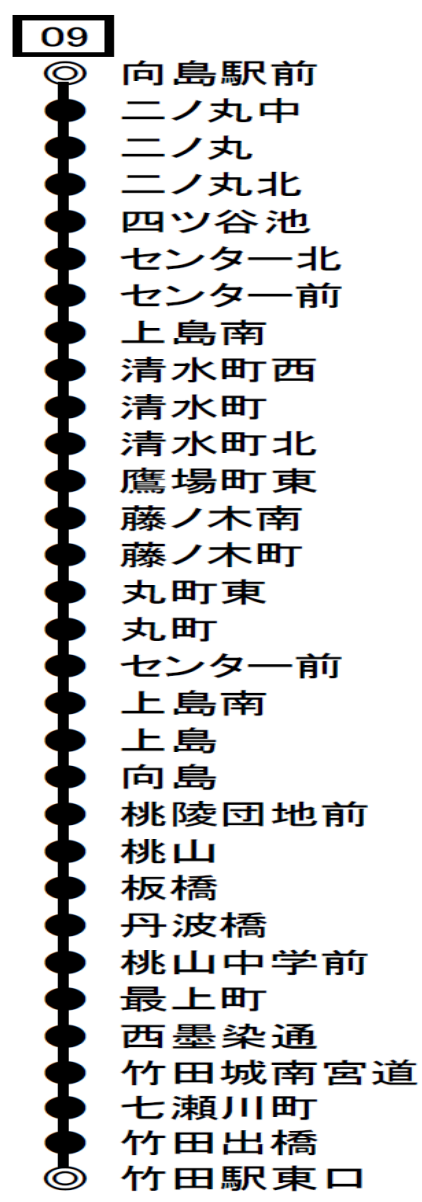 09
向島駅前
二ノ丸中
二ノ丸
二ノ丸北
四ツ谷池
センター北
センター前
上島南
清水町西
清水町
清水町北
鷹場町東
藤ノ木南
藤ノ木町
丸町東
丸町
センター前
上島南
上島
向島
桃陵団地前
桃山
板橋
丹波橋
桃山中学前
最上町
西墨染通
竹田城南宮道
七瀬川町
竹田出橋
竹田駅東口